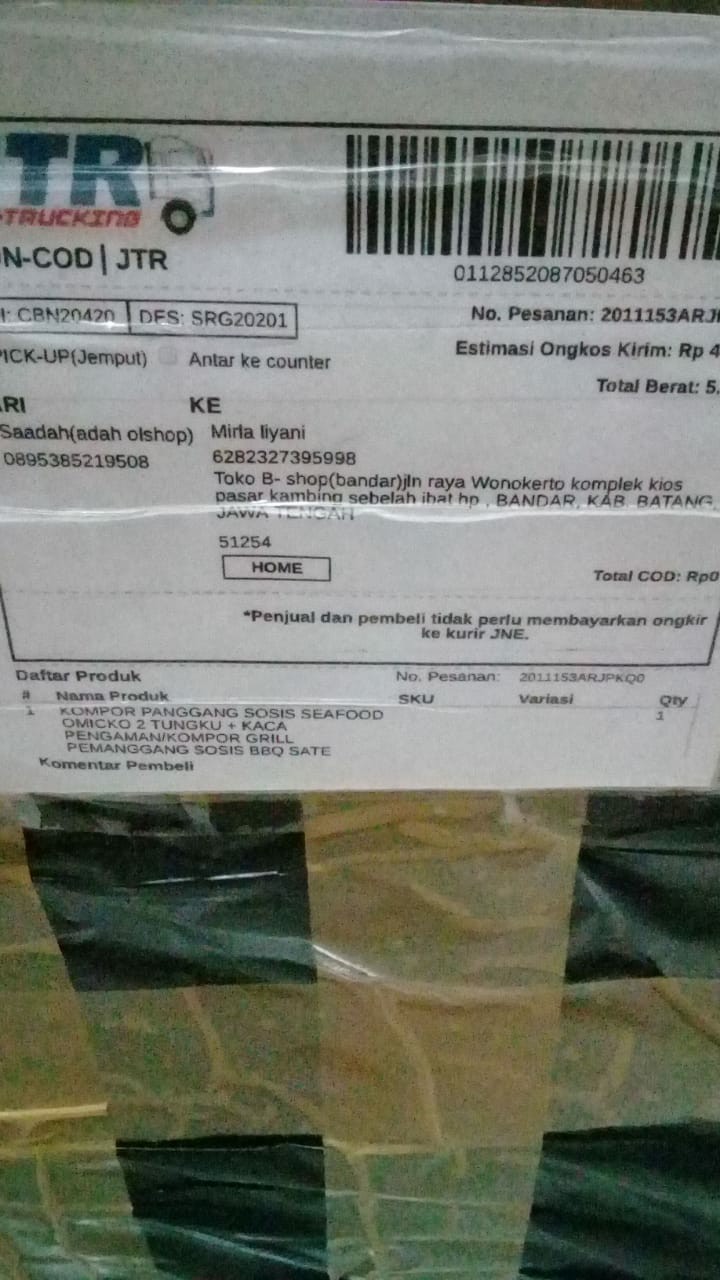 TR
-TRUCKING
N-COD | JTR
0112852087050463
I: CBN20420 DES: SRG20201
No. Pesanan: 2011153ARJ
PICK-UP(Jemput) Antar ke counter
Estimasi Ongkos Kirim: Rp 4
Total Berat: 5.
ARI KE
Saadah(adah olshop) Mirla liyani
0895385219508 6282327395998
Toko B- shop(bandar)jln raya Wonokerto komplek kios
pasar kambing sebelah ihat hp , BANDAR, KAB. BATANG,
JAWA TENGAH
51254
HOME
Total COD: Rp0
*Penjual dan pembeli tidak perlu membayarkan ongkir
ke kurir JNE.
Daftar Produk No. Pesanan: 2011153ARJPKQ0
# Nama Produk SKU Variasi Qty
1 KOMPOR PANGGANG SOSIS SEAFOOD 1
OMICKO 2 TUNGKU + KACA
PENGAMAN/KOMPOR GRILL
PEMANGGANG SOSIS BBQ SATE
Komentar Pembeli